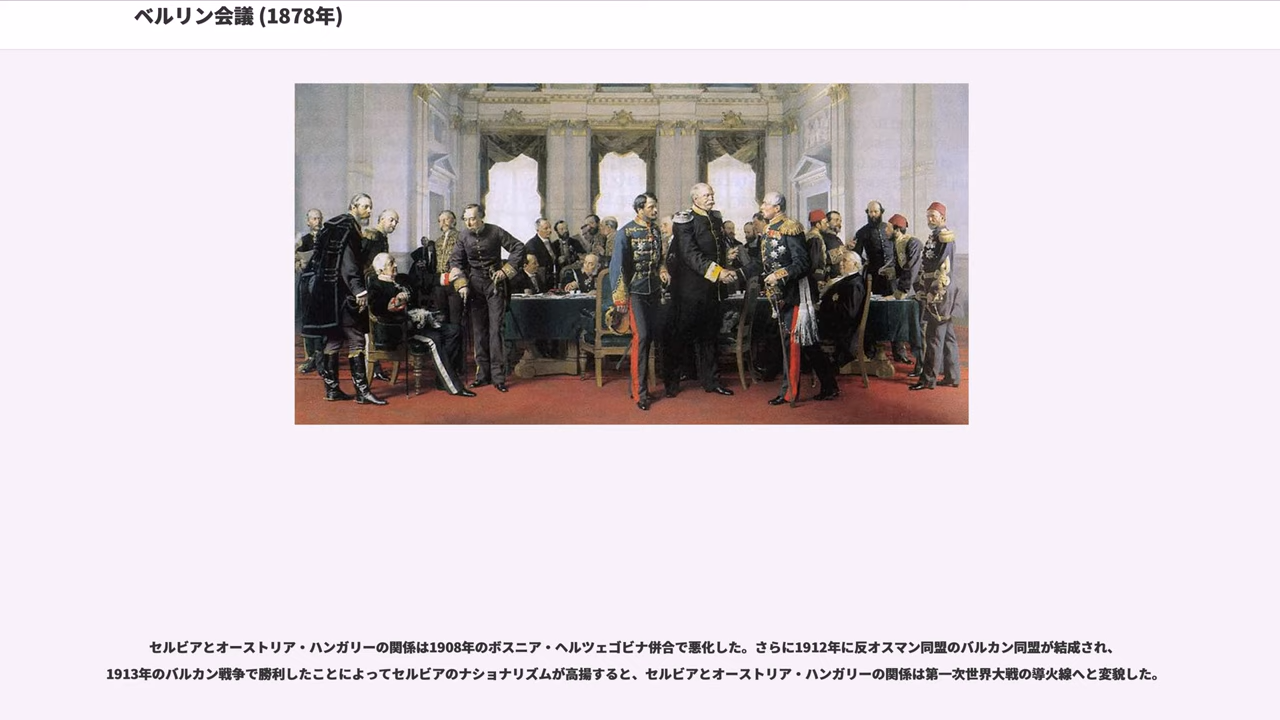 ベルリン会議 (1878年)
セルビアとオーストリア・ハンガリーの関係は1908年のボスニア・ヘルツェゴビナ併合で悪化した。さらに1912年に反オスマン同盟のバルカン同盟が結成され、
1913年のバルカン戦争で勝利したことによってセルビアのナショナリズムが高揚すると、セルビアとオーストリア・ハンガリーの関係は第一次世界大戦の導火線へと変貌した。